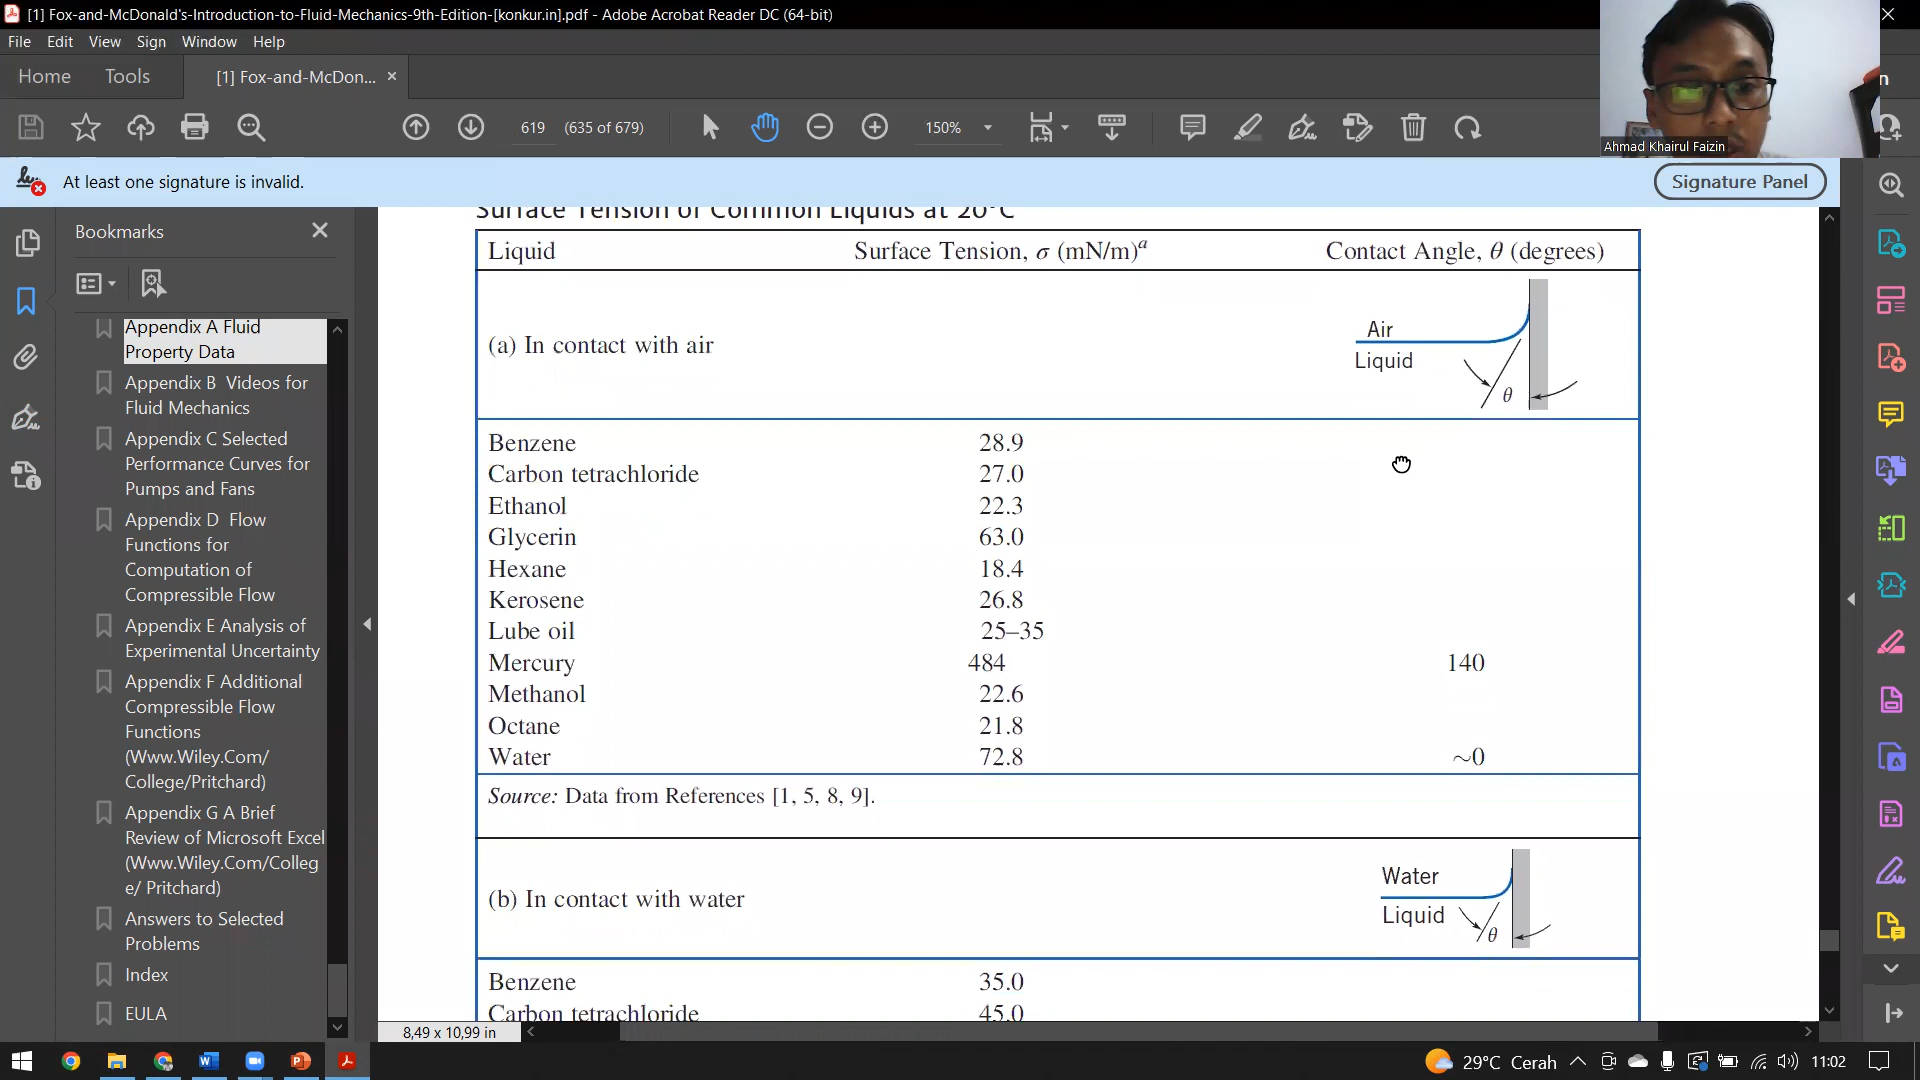 [1] Fox-and-McDonald's-Introduction-to-Fluid-Mechanics-9th-Edition-[konkur.in].pdf - Adobe Acrobat Reader DC (64-bit)
File Edit View Sign Window Help
Home Tools [1] Fox-and-McDon... ×
619 (635 of 679) 150%
Ahmad Khairul Faizin
At least one signature is invalid.
Signature Panel
Bookmarks
Appendix A Fluid
Property Data
Appendix B Videos for
Fluid Mechanics
Appendix C Selected
Performance Curves for
Pumps and Fans
Appendix D Flow
Functions for
Computation of
Compressible Flow
Appendix E Analysis of
Experimental Uncertainty
Appendix F Additional
Compressible Flow
Functions
(Www.Wiley.Com/
College/Pritchard)
Appendix G A Brief
Review of Microsoft Excel
(Www.Wiley.Com/Colleg
e/ Pritchard)
Answers to Selected
Problems
Index
EULA
Surface Tension of Common Liquids at 20°C
Liquid Surface Tension, σ (mN/m)ᵃ Contact Angle, θ (degrees)
(a) In contact with air
Air
Liquid
θ
Benzene 28.9
Carbon tetrachloride 27.0
Ethanol 22.3
Glycerin 63.0
Hexane 18.4
Kerosene 26.8
Lube oil 25–35
Mercury 484 140
Methanol 22.6
Octane 21.8
Water 72.8 ~0
Source: Data from References [1, 5, 8, 9].
(b) In contact with water
Water
Liquid
θ
Benzene 35.0
Carbon tetrachloride 45.0
8,49 x 10,99 in
29°C Cerah 11:02